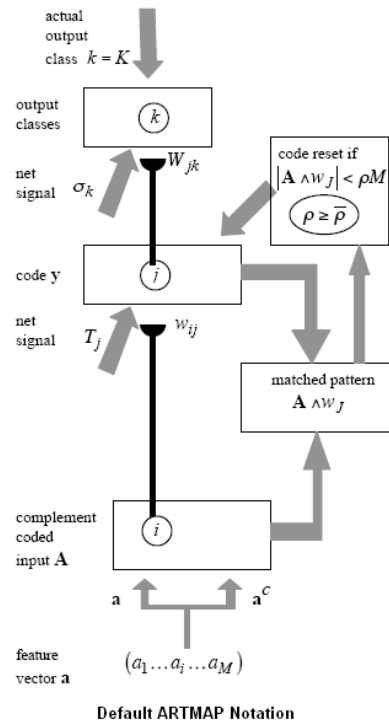 actual
output
class k = K
output
classes
k
W_jk
net
signal
σ_k
code reset if
|A ∧w_J| < ρM
ρ ≥ ρ̅
code y
j
net
signal
T_j
w_ij
matched pattern
A ∧w_J
complement
coded
input A
i
a
a^c
feature
vector a
(a_1…a_i…a_M)
Default ARTMAP Notation